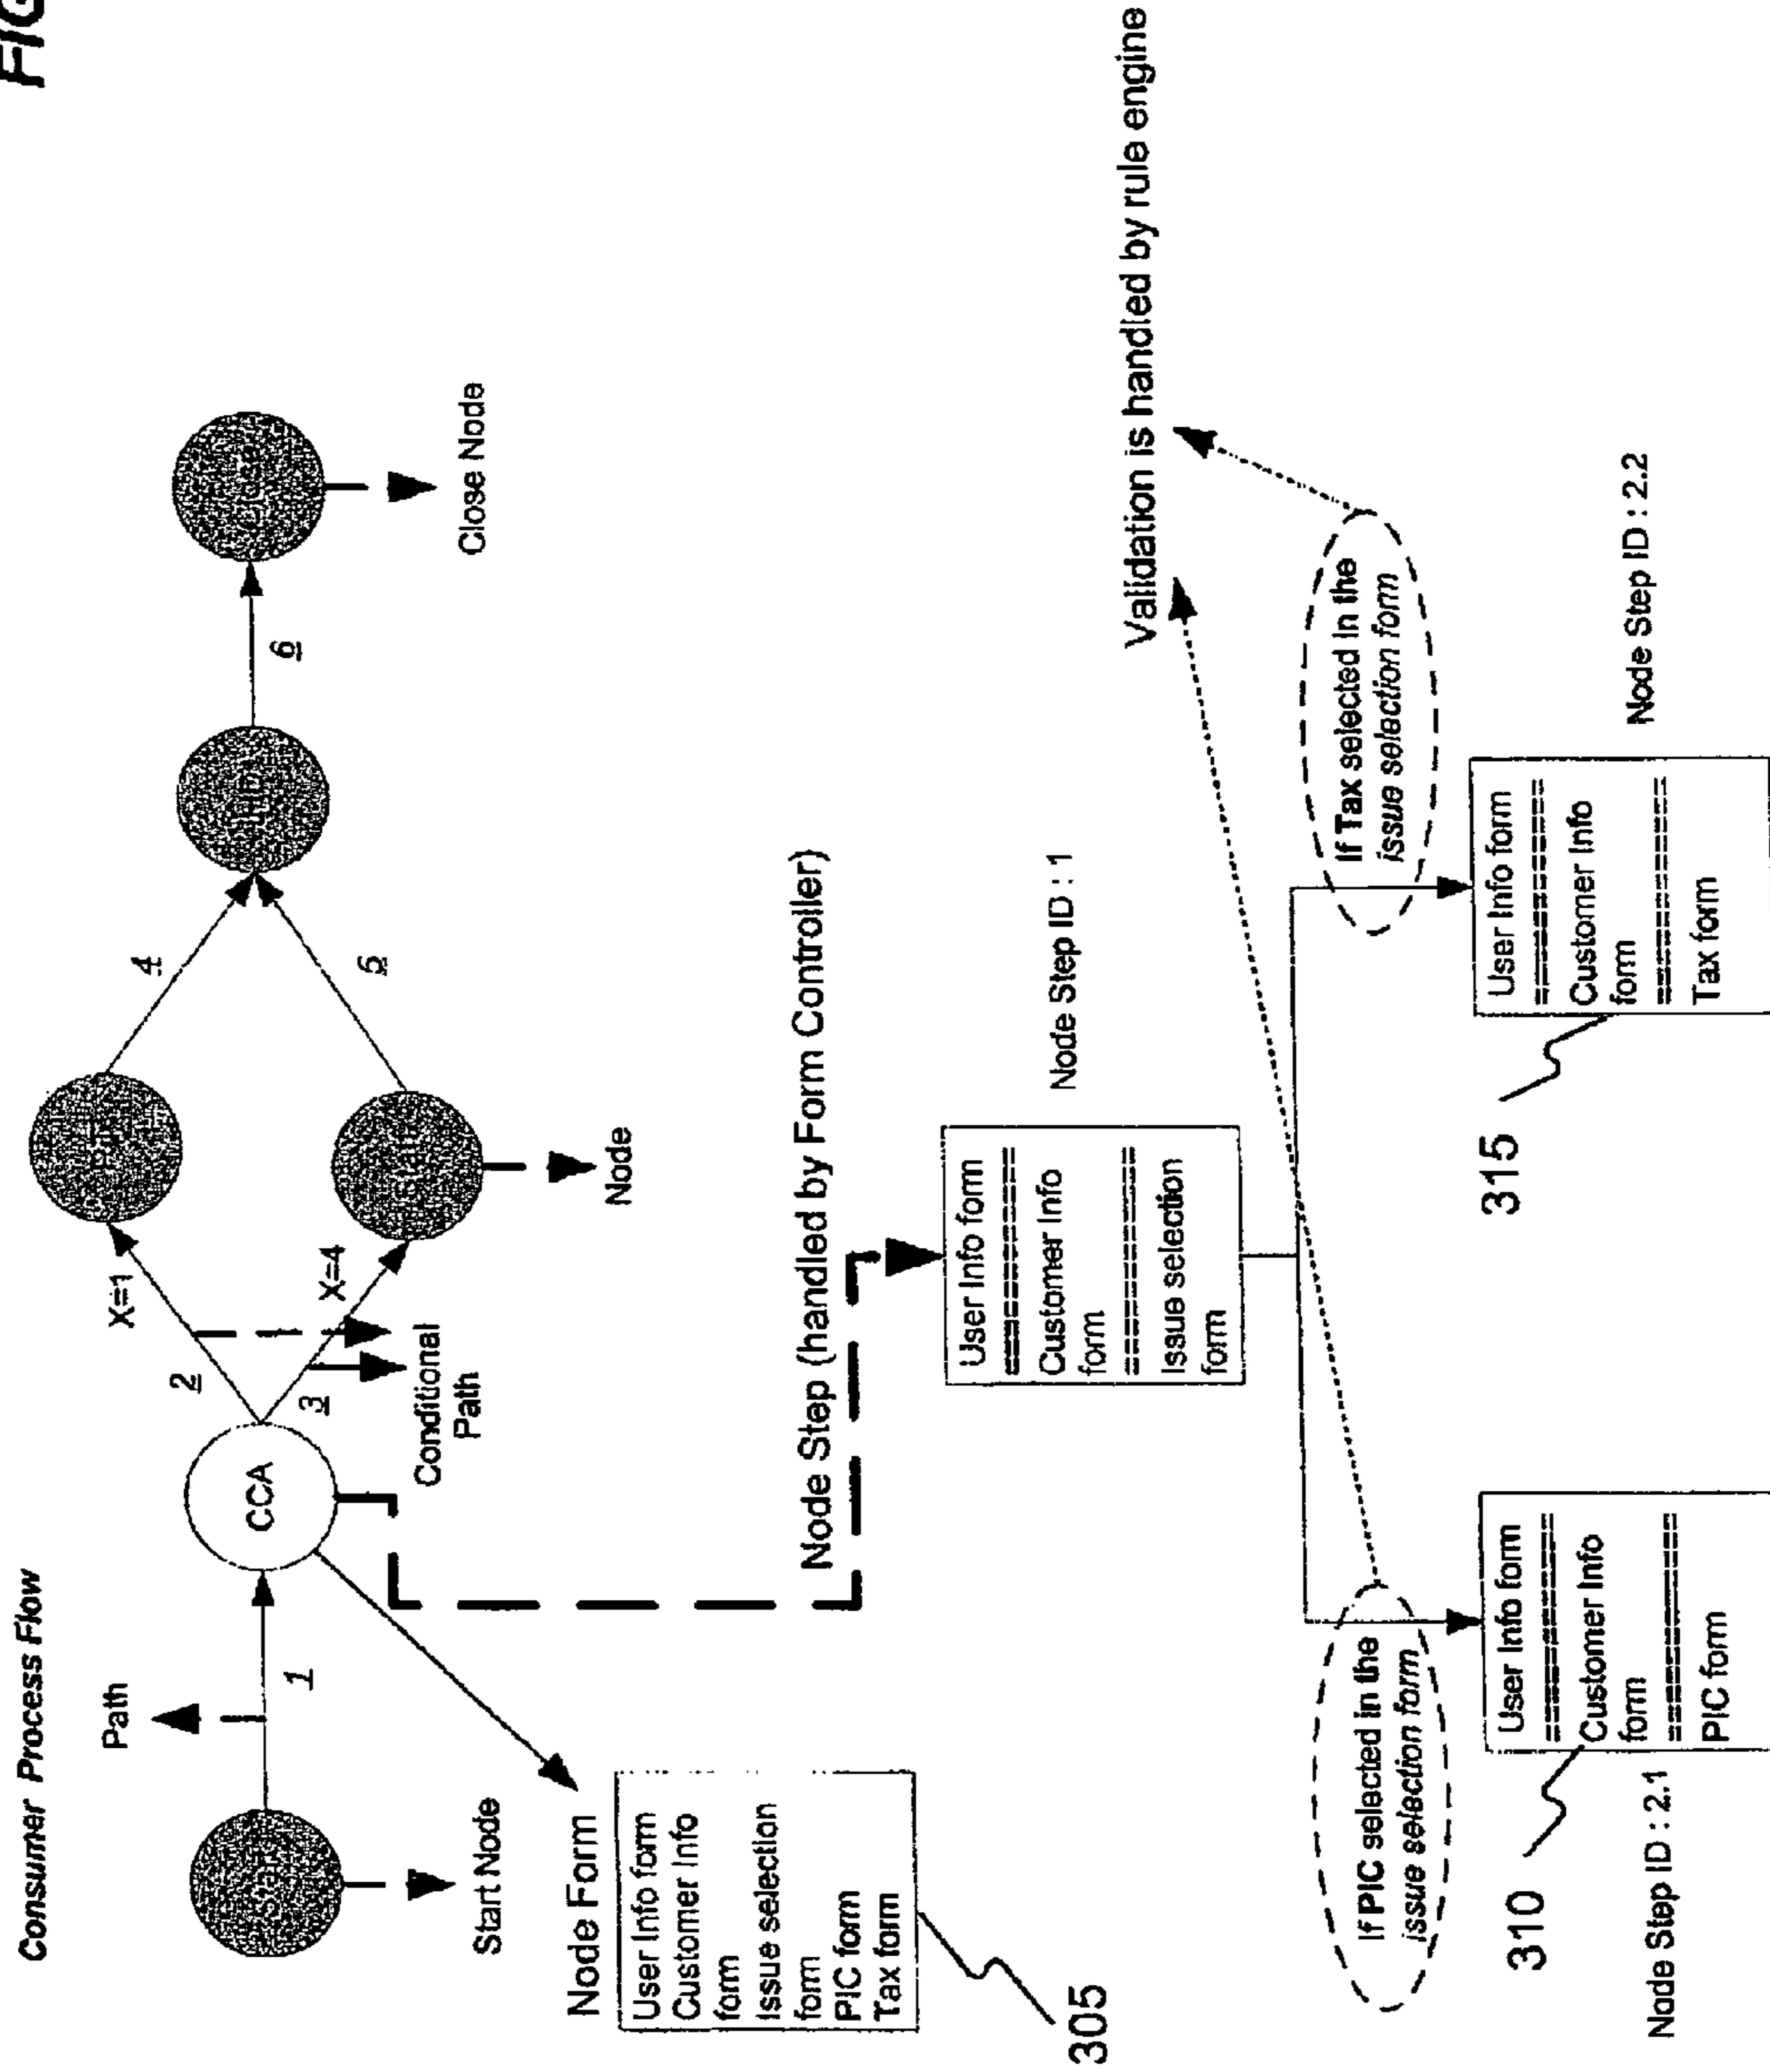 FIG
Consumer Process Flow
Path
1
CCA
2
X=1
3
X=4
4
5
6
Start Node
Conditional
Path
Node
Close Node
Node Form
User Info form
Customer Info
form
Issue selection
form
PIC form
Tax form
305
Node Step (handled by Form Controller)
User Info form
Customer Info
form
Issue selection
form
Node Step ID : 1
Validation is handled by rule engine
If PIC selected in the
issue selection form
If Tax selected in the
issue selection form
310
Node Step ID : 2.1
User Info form
Customer Info
form
PIC form
315
User Info form
Customer Info
form
Tax form
Node Step ID : 2.2